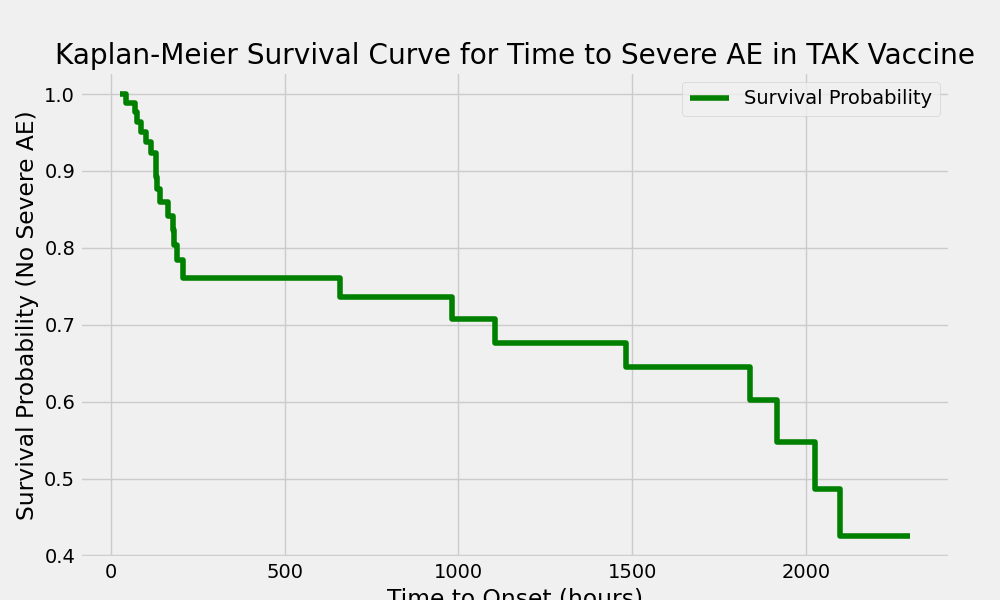 Kaplan-Meier Survival Curve for Time to Severe AE in TAK Vaccine
Survival Probability
Survival Probability (No Severe AE)
1.0
0.9
0.8
0.7
0.6
0.5
0.4
0 500 1000 1500 2000
Time to Onset (hours)